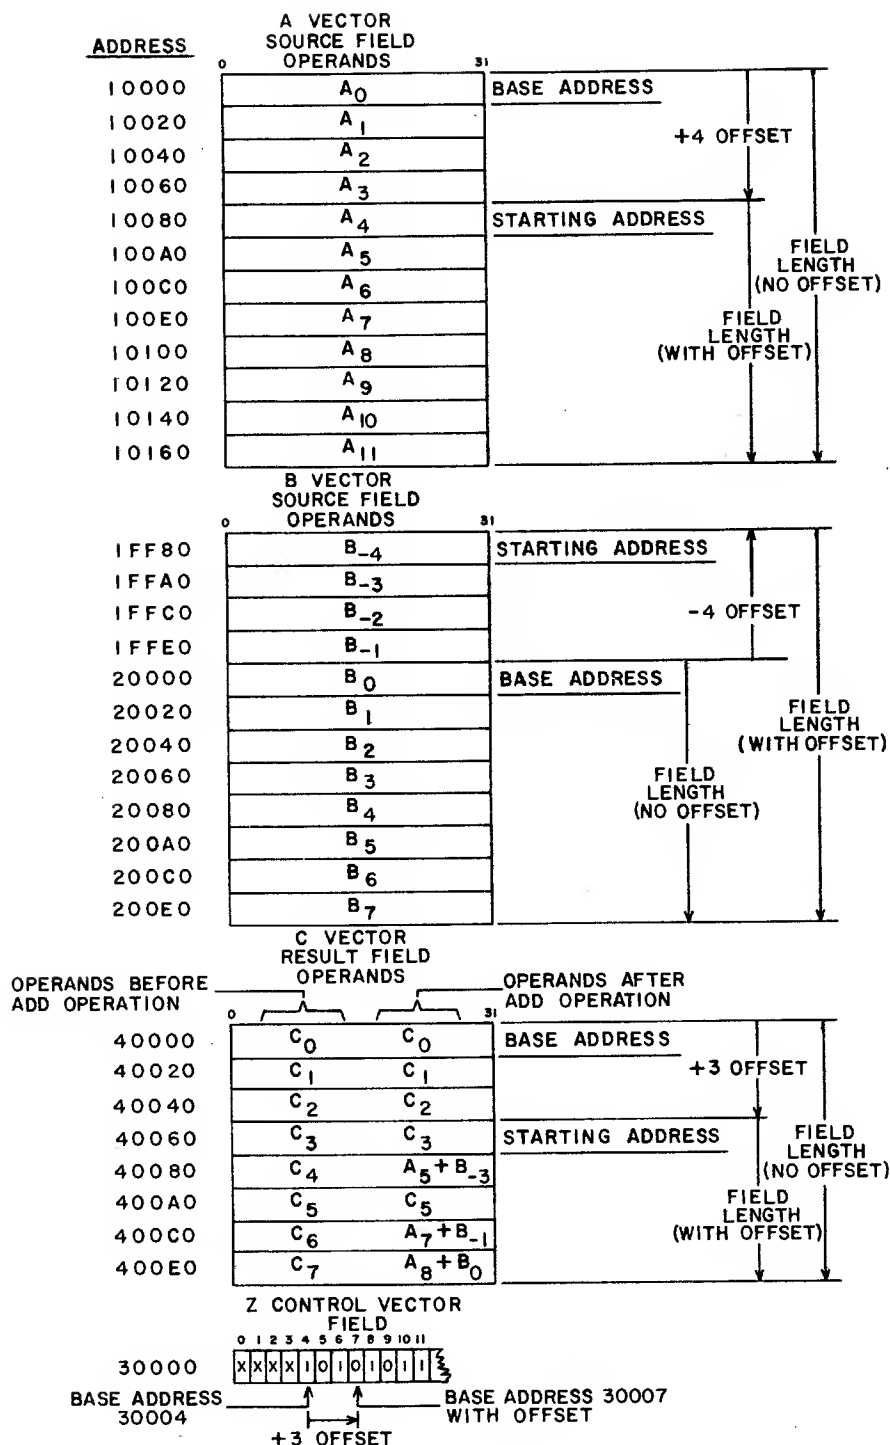 A VECTOR
SOURCE FIELD
OPERANDS
ADDRESS
0 31
10000 A0 BASE ADDRESS
10020 A1
+4 OFFSET
10040 A2
10060 A3
10080 A4 STARTING ADDRESS
100A0 A5
100C0 A6
100E0 A7
10100 A8
10120 A9
10140 A10
10160 A11
FIELD
LENGTH
(NO OFFSET)
FIELD
LENGTH
(WITH OFFSET)
B VECTOR
SOURCE FIELD
OPERANDS
0 31
1FF80 B-4 STARTING ADDRESS
1FFA0 B-3
1FFC0 B-2
-4 OFFSET
1FFE0 B-1
20000 B0 BASE ADDRESS
20020 B1
20040 B2
20060 B3
20080 B4
200A0 B5
200C0 B6
200E0 B7
FIELD
LENGTH
(WITH OFFSET)
FIELD
LENGTH
(NO OFFSET)
C VECTOR
RESULT FIELD
OPERANDS
OPERANDS BEFORE
ADD OPERATION
OPERANDS AFTER
ADD OPERATION
0 31
40000 C0 C0 BASE ADDRESS
40020 C1 C1
+3 OFFSET
40040 C2 C2
40060 C3 C3 STARTING ADDRESS
40080 C4 A5+B-3
400A0 C5 C5
400C0 C6 A7+B-1
400E0 C7 A8+B0
FIELD
LENGTH
(NO OFFSET)
FIELD
LENGTH
(WITH OFFSET)
Z CONTROL VECTOR
FIELD
0 1 2 3 4 5 6 7 8 9 10 11
30000 X X X X 1 0 1 0 1 0 1 1
BASE ADDRESS
30004
BASE ADDRESS 30007
WITH OFFSET
+3 OFFSET